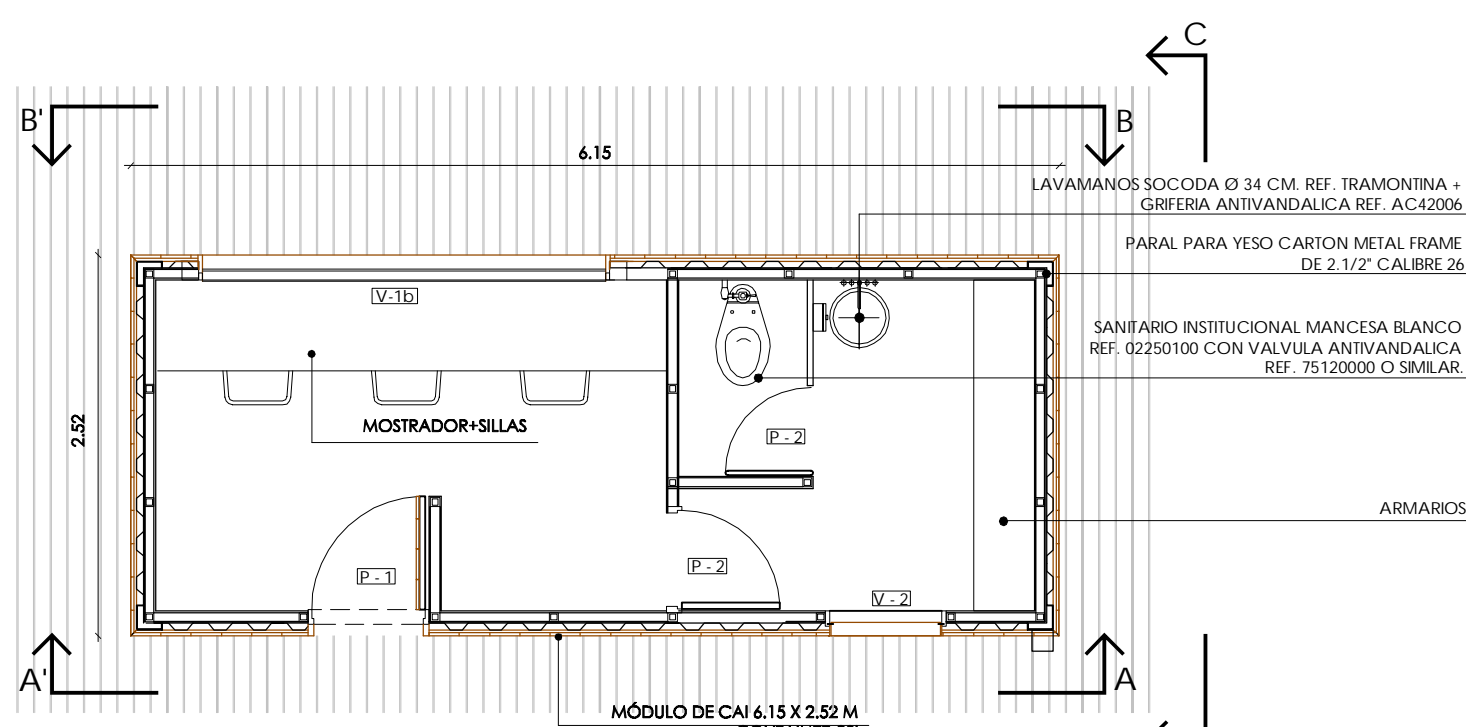 C
B'
B
6.15
LAVAMANOS SOCODA Ø 34 CM. REF. TRAMONTINA +
GRIFERIA ANTIVANDALICA REF. AC42006
PARAL PARA YESO CARTON METAL FRAME
DE 2.1/2" CALIBRE 26
V-1b
SANITARIO INSTITUCIONAL MANCESA BLANCO
REF. 02250100 CON VALVULA ANTIVANDALICA
REF. 75120000 O SIMILAR.
2.52
MOSTRADOR+SILLAS
P - 2
ARMARIOS
P - 1
P - 2
V - 2
A'
A
MÓDULO DE CAI 6.15 X 2.52 M